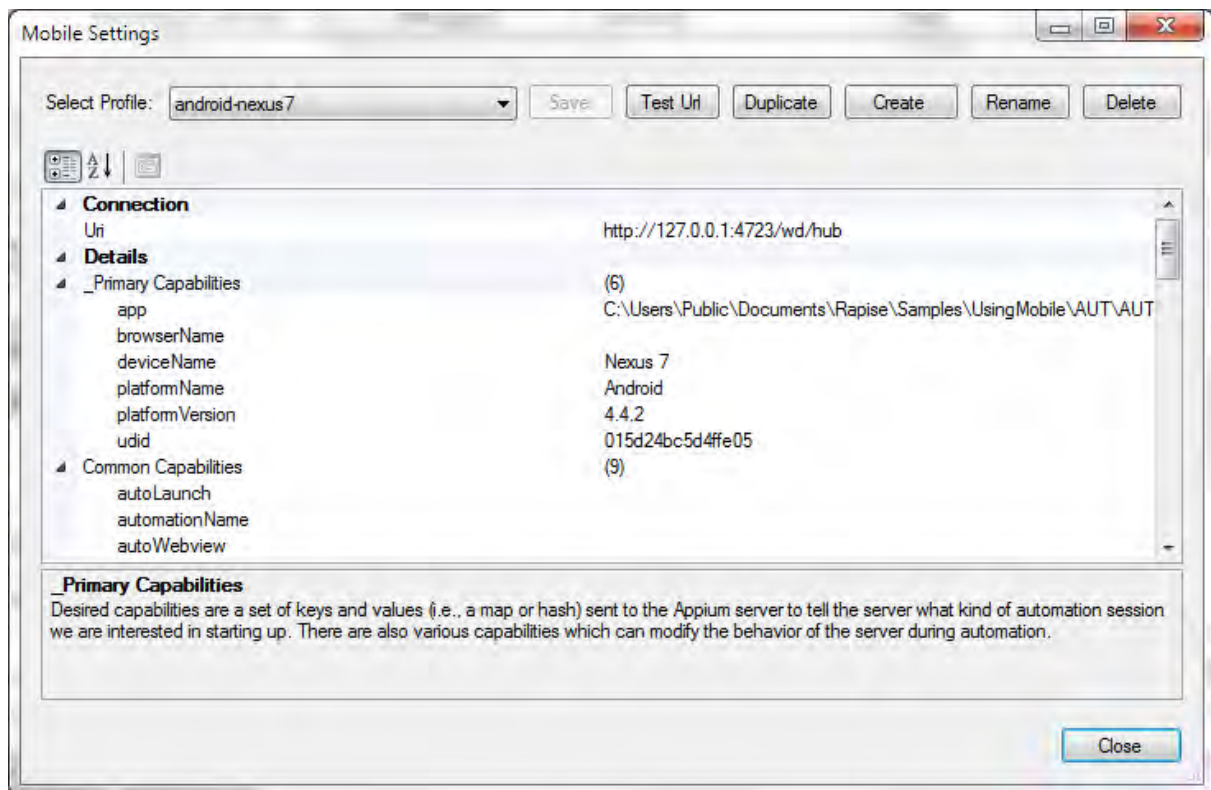 Mobile Settings
Select Profile: android-nexus7 Save Test Url Duplicate Create Rename Delete
Connection
Uri http://127.0.0.1:4723/wd/hub
Details
_Primary Capabilities (6)
app C:\Users\Public\Documents\Rapise\Samples\UsingMobile\AUT\AUT
browserName
deviceName Nexus 7
platformName Android
platformVersion 4.4.2
udid 015d24bc5d4ffe05
Common Capabilities (9)
autoLaunch
automationName
autoWebview
_Primary Capabilities
Desired capabilities are a set of keys and values (i.e., a map or hash) sent to the Appium server to tell the server what kind of automation session
we are interested in starting up. There are also various capabilities which can modify the behavior of the server during automation.
Close